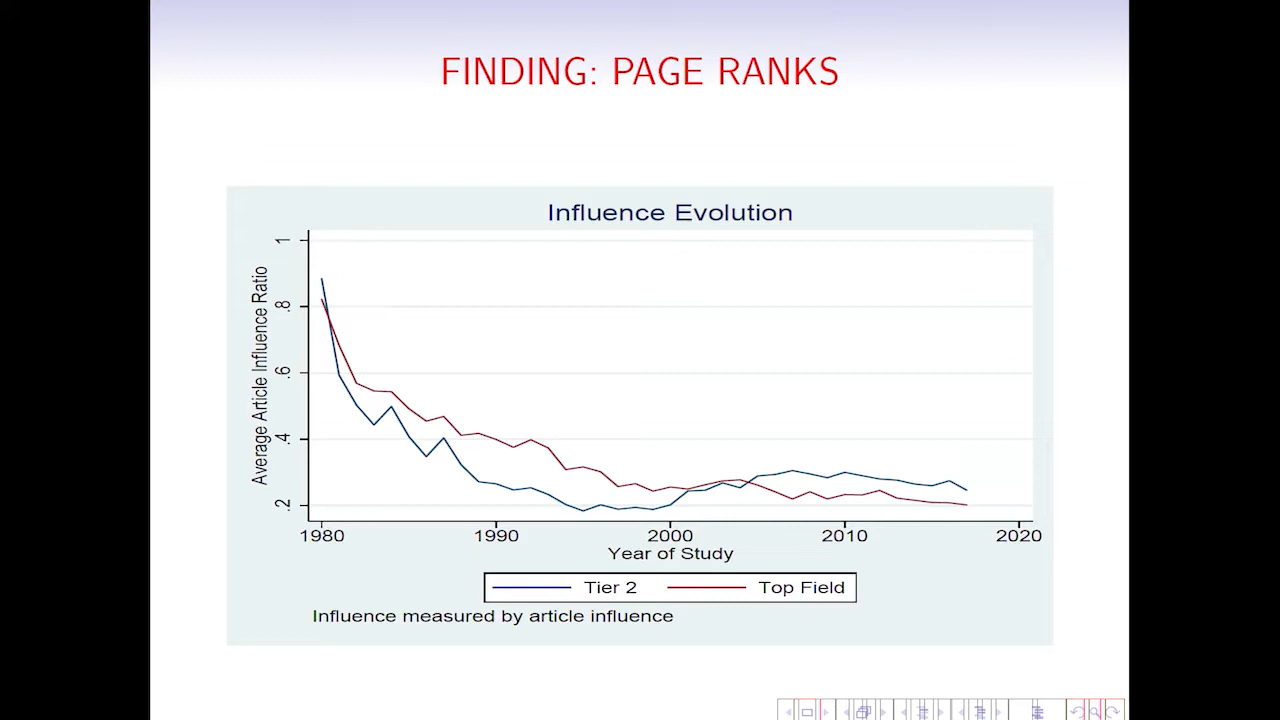 FINDING: PAGE RANKS
Influence Evolution
Average Article Influence Ratio
1
.8
.6
.4
.2
1980 1990 2000 2010 2020
Year of Study
Tier 2 Top Field
Influence measured by article influence